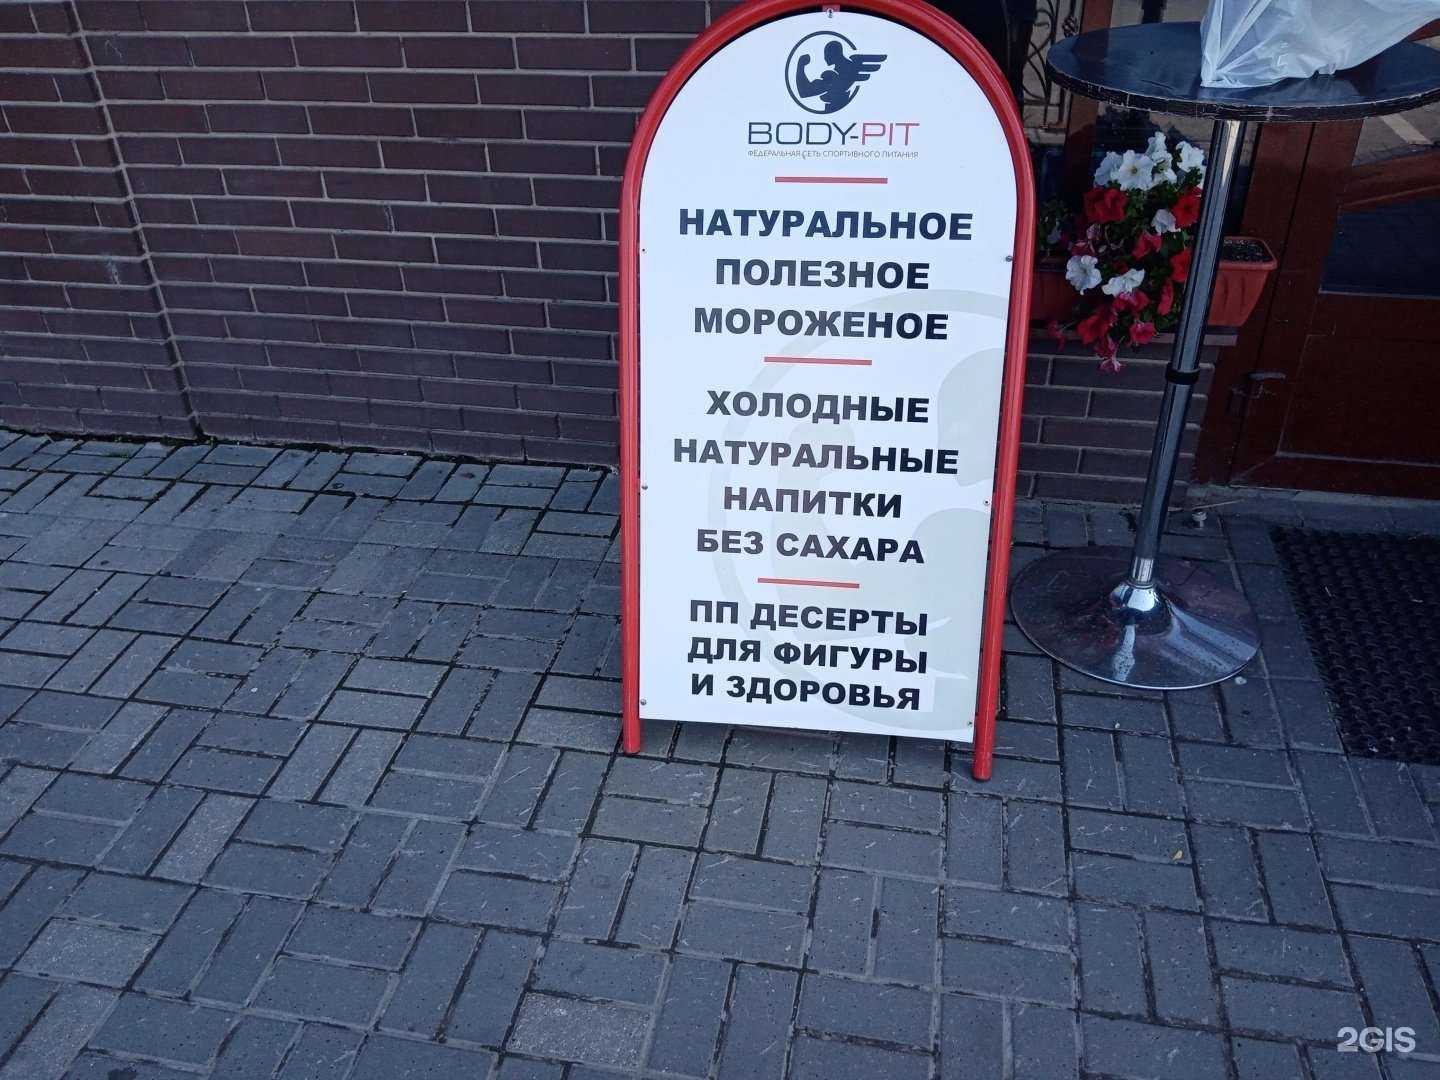 BODY-PIT
ФЕДЕРАЛЬНАЯ СЕТЬ СПОРТИВНОГО ПИТАНИЯ
НАТУРАЛЬНОЕ
ПОЛЕЗНОЕ
МОРОЖЕНОЕ
ХОЛОДНЫЕ
НАТУРАЛЬНЫЕ
НАПИТКИ
БЕЗ САХАРА
ПП ДЕСЕРТЫ
ДЛЯ ФИГУРЫ
И ЗДОРОВЬЯ
2GIS